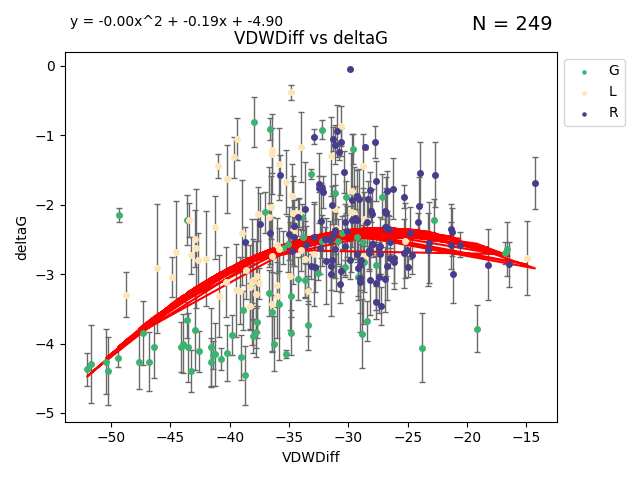 y = -0.00x^2 + -0.19x + -4.90
N = 249
VDWDiff vs deltaG
G
L
R
0
−1
−2
−3
−4
−5
deltaG
−50 −45 −40 −35 −30 −25 −20 −15
VDWDiff